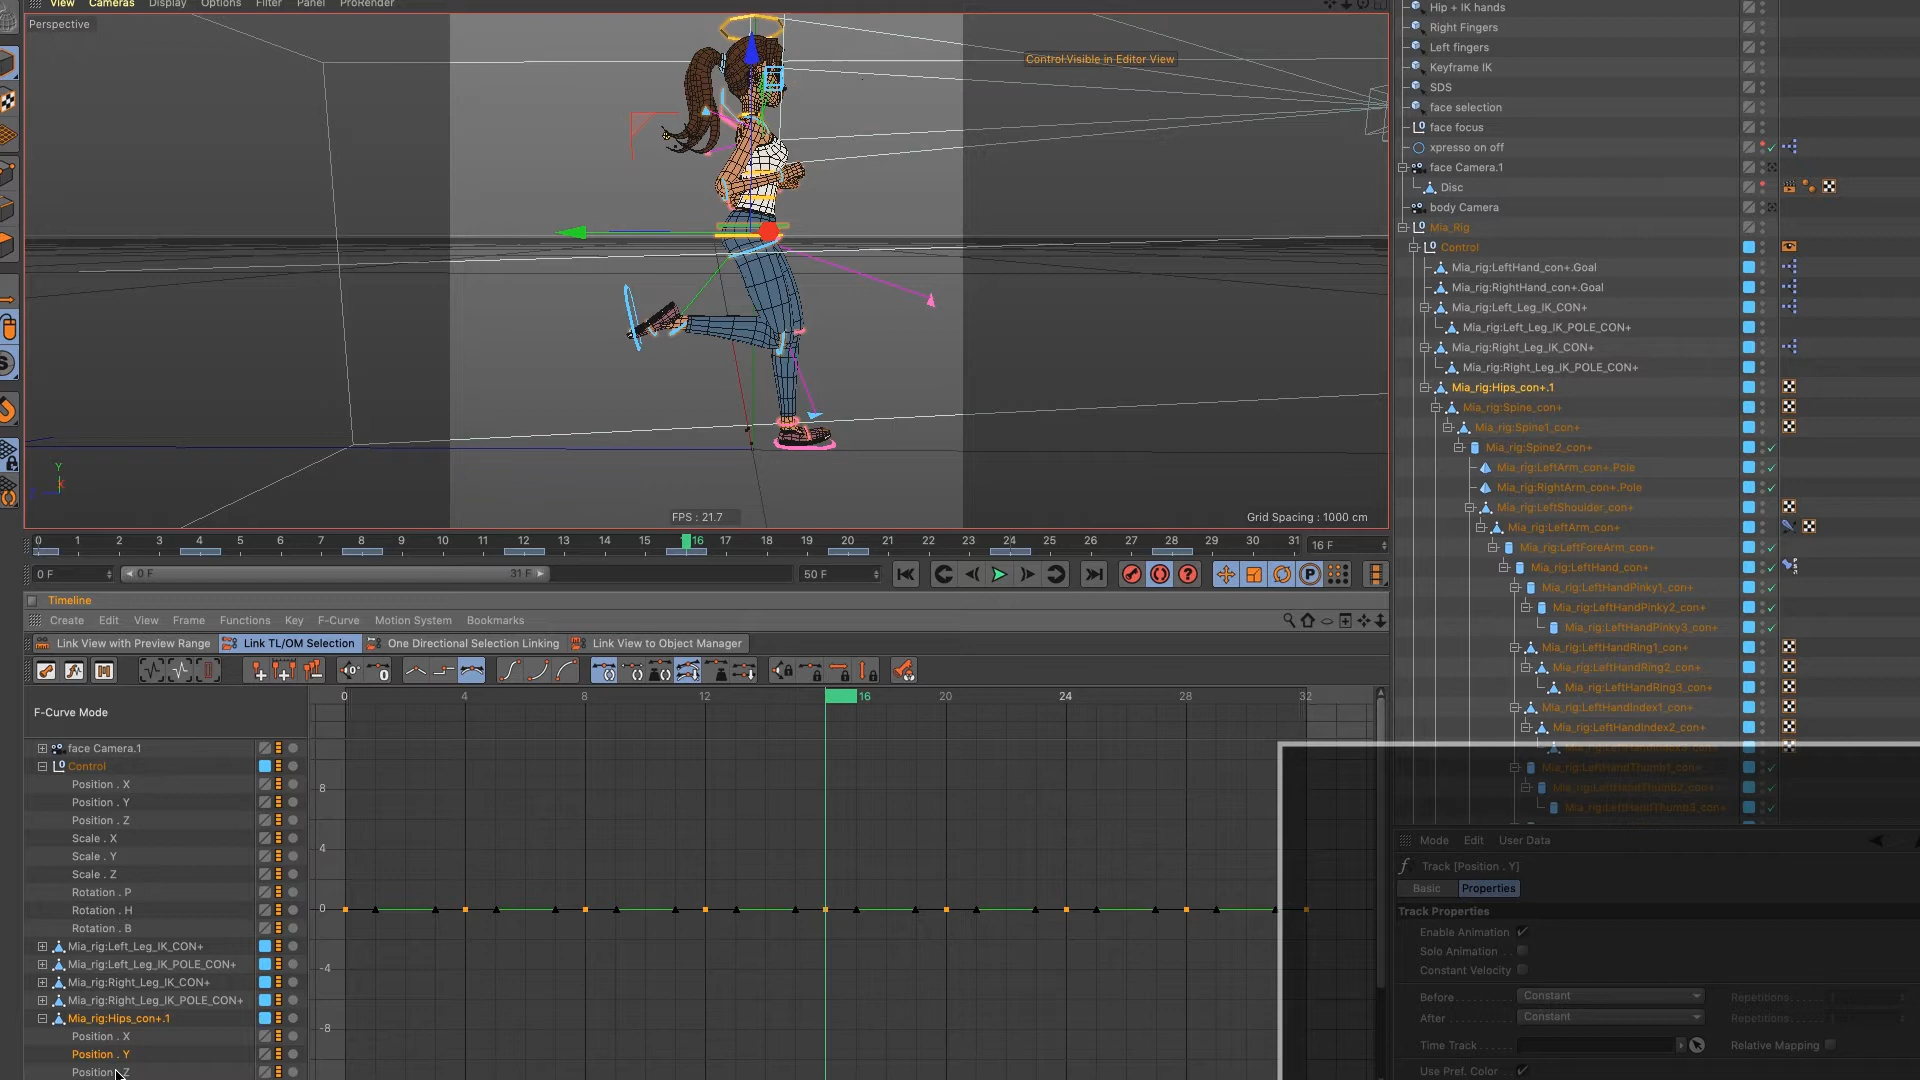 View Cameras Display Options Filter Panel ProRender
Perspective
Control.Visible in Editor View
FPS : 21.7
Grid Spacing : 1000 cm
0 1 2 3 4 5 6 7 8 9 10 11 12 13 14 15 16 17 18 19 20 21 22 23 24 25 26 27 28 29 30 31
16 F
0 F
0 F
31 F
50 F
Timeline
Create Edit View Frame Functions Key F-Curve Motion System Bookmarks
Link View with Preview Range Link TL/OM Selection One Directional Selection Linking Link View to Object Manager
0 4 8 12 16 20 24 28 32
F-Curve Mode
face Camera.1
Control
Position . X
Position . Y
Position . Z
Scale . X
Scale . Y
Scale . Z
Rotation . P
Rotation . H
Rotation . B
Mia_rig:Left_Leg_IK_CON+
Mia_rig:Left_Leg_IK_POLE_CON+
Mia_rig:Right_Leg_IK_CON+
Mia_rig:Right_Leg_IK_POLE_CON+
Mia_rig:Hips_con+.1
Position . X
Position . Y
Position . Z
8
4
0
-4
-8
Y
Hip + IK hands
Right Fingers
Left fingers
Keyframe IK
SDS
face selection
face focus
xpresso on off
face Camera.1
Disc
body Camera
Mia_Rig
Control
Mia_rig:LeftHand_con+.Goal
Mia_rig:RightHand_con+.Goal
Mia_rig:Left_Leg_IK_CON+
Mia_rig:Left_Leg_IK_POLE_CON+
Mia_rig:Right_Leg_IK_CON+
Mia_rig:Right_Leg_IK_POLE_CON+
Mia_rig:Hips_con+.1
Mia_rig:Spine_con+
Mia_rig:Spine1_con+
Mia_rig:Spine2_con+
Mia_rig:LeftArm_con+.Pole
Mia_rig:RightArm_con+.Pole
Mia_rig:LeftShoulder_con+
Mia_rig:LeftArm_con+
Mia_rig:LeftForeArm_con+
Mia_rig:LeftHand_con+
Mia_rig:LeftHandPinky1_con+
Mia_rig:LeftHandPinky2_con+
Mia_rig:LeftHandPinky3_con+
Mia_rig:LeftHandRing1_con+
Mia_rig:LeftHandRing2_con+
Mia_rig:LeftHandRing3_con+
Mia_rig:LeftHandIndex1_con+
Mia_rig:LeftHandIndex2_con+
Mia_rig:LeftHandIndex3_con+
Mia_rig:LeftHandThumb1_con+
Mia_rig:LeftHandThumb2_con+
Mia_rig:LeftHandThumb3_con+
Mode Edit User Data
Track [Position . Y]
Basic Properties
Track Properties
Enable Animation
Solo Animation . .
Constant Velocity
Before Constant Repetitions
After Constant Repetitions
Time Track Relative Mapping
Use Pref. Color